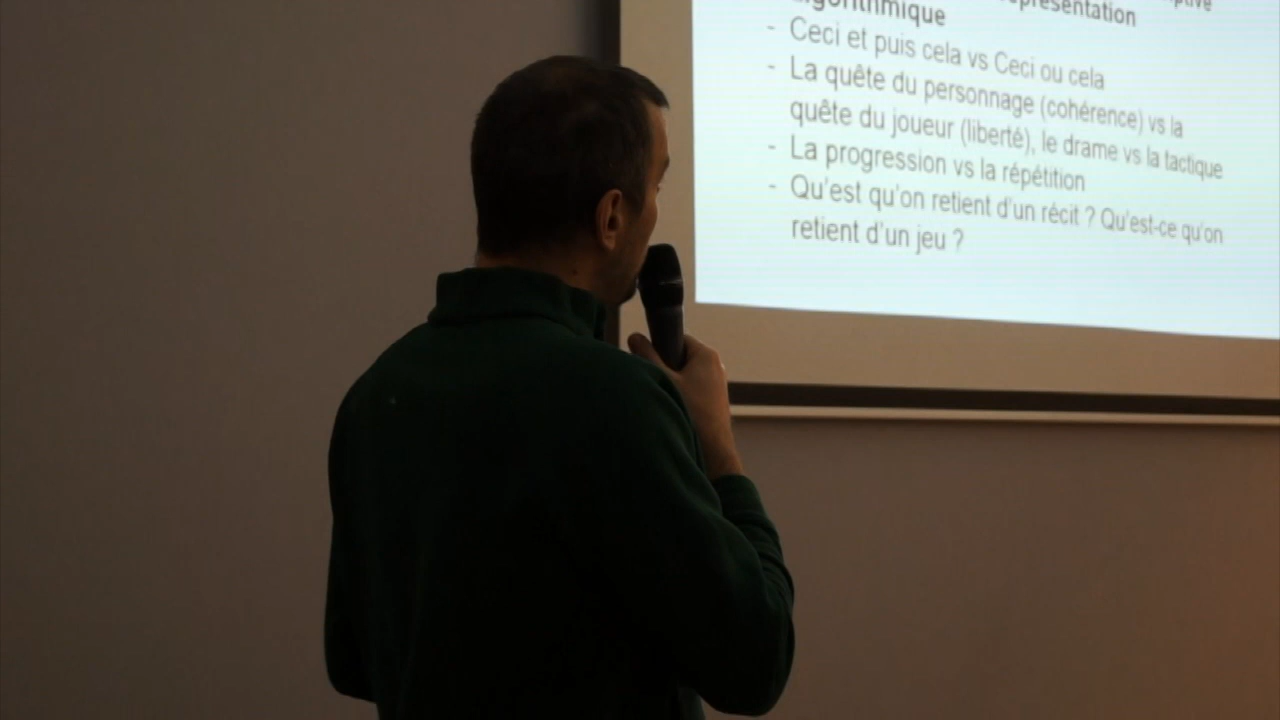 représentation
algorithmique
- Ceci et puis cela vs Ceci ou cela
- La quête du personnage (cohérence) vs la
quête du joueur (liberté), le drame vs la tactique
- La progression vs la répétition
- Qu'est qu'on retient d'un récit ? Qu'est-ce qu'on
retient d'un jeu ?